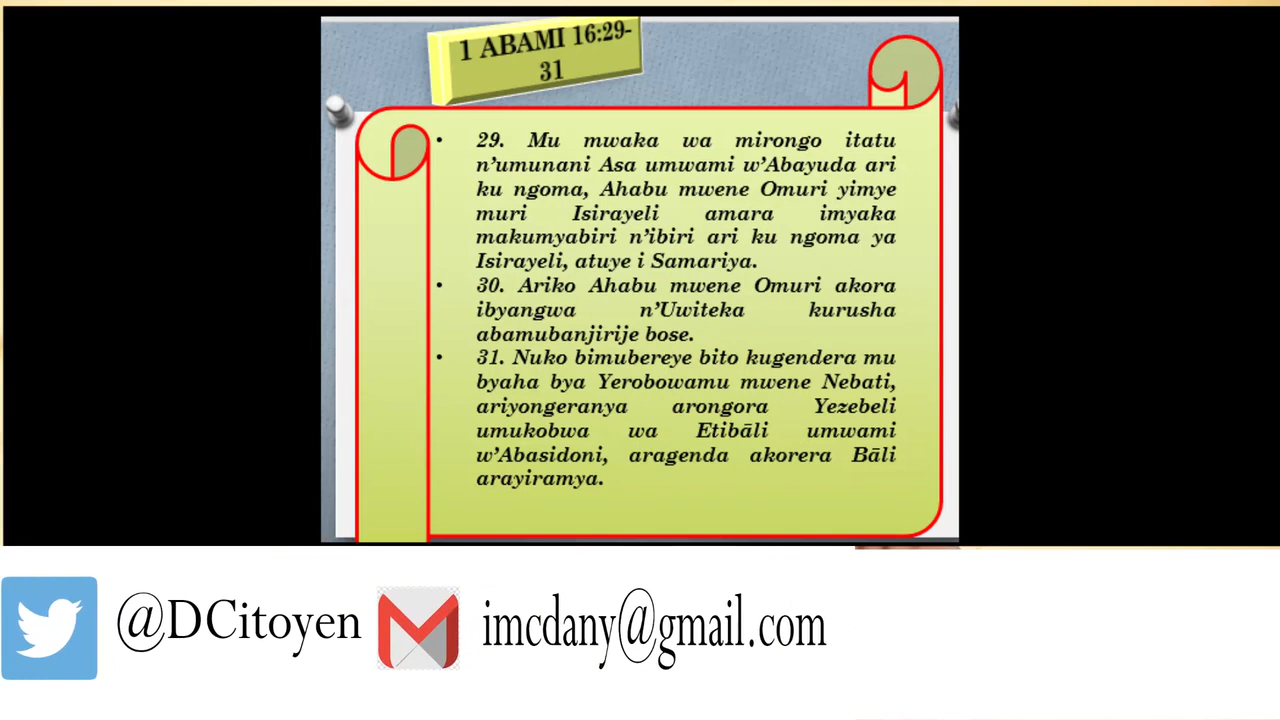 1 ABAMI 16:29-
31
• 29. Mu mwaka wa mirongo itatu
n’umunani Asa umwami w’Abayuda ari
ku ngoma, Ahabu mwene Omuri yimye
muri Isirayeli amara imyaka
makumyabiri n’ibiri ari ku ngoma ya
Isirayeli, atuye i Samariya.
• 30. Ariko Ahabu mwene Omuri akora
ibyangwa n’Uwiteka kurusha
abamubanjirije bose.
• 31. Nuko bimubereye bito kugendera mu
byaha bya Yerobowamu mwene Nebati,
ariyongeranya arongora Yezebeli
umukobwa wa Etibāli umwami
w’Abasidoni, aragenda akorera Bāli
arayiramya.
@DCitoyen imcdany@gmail.com